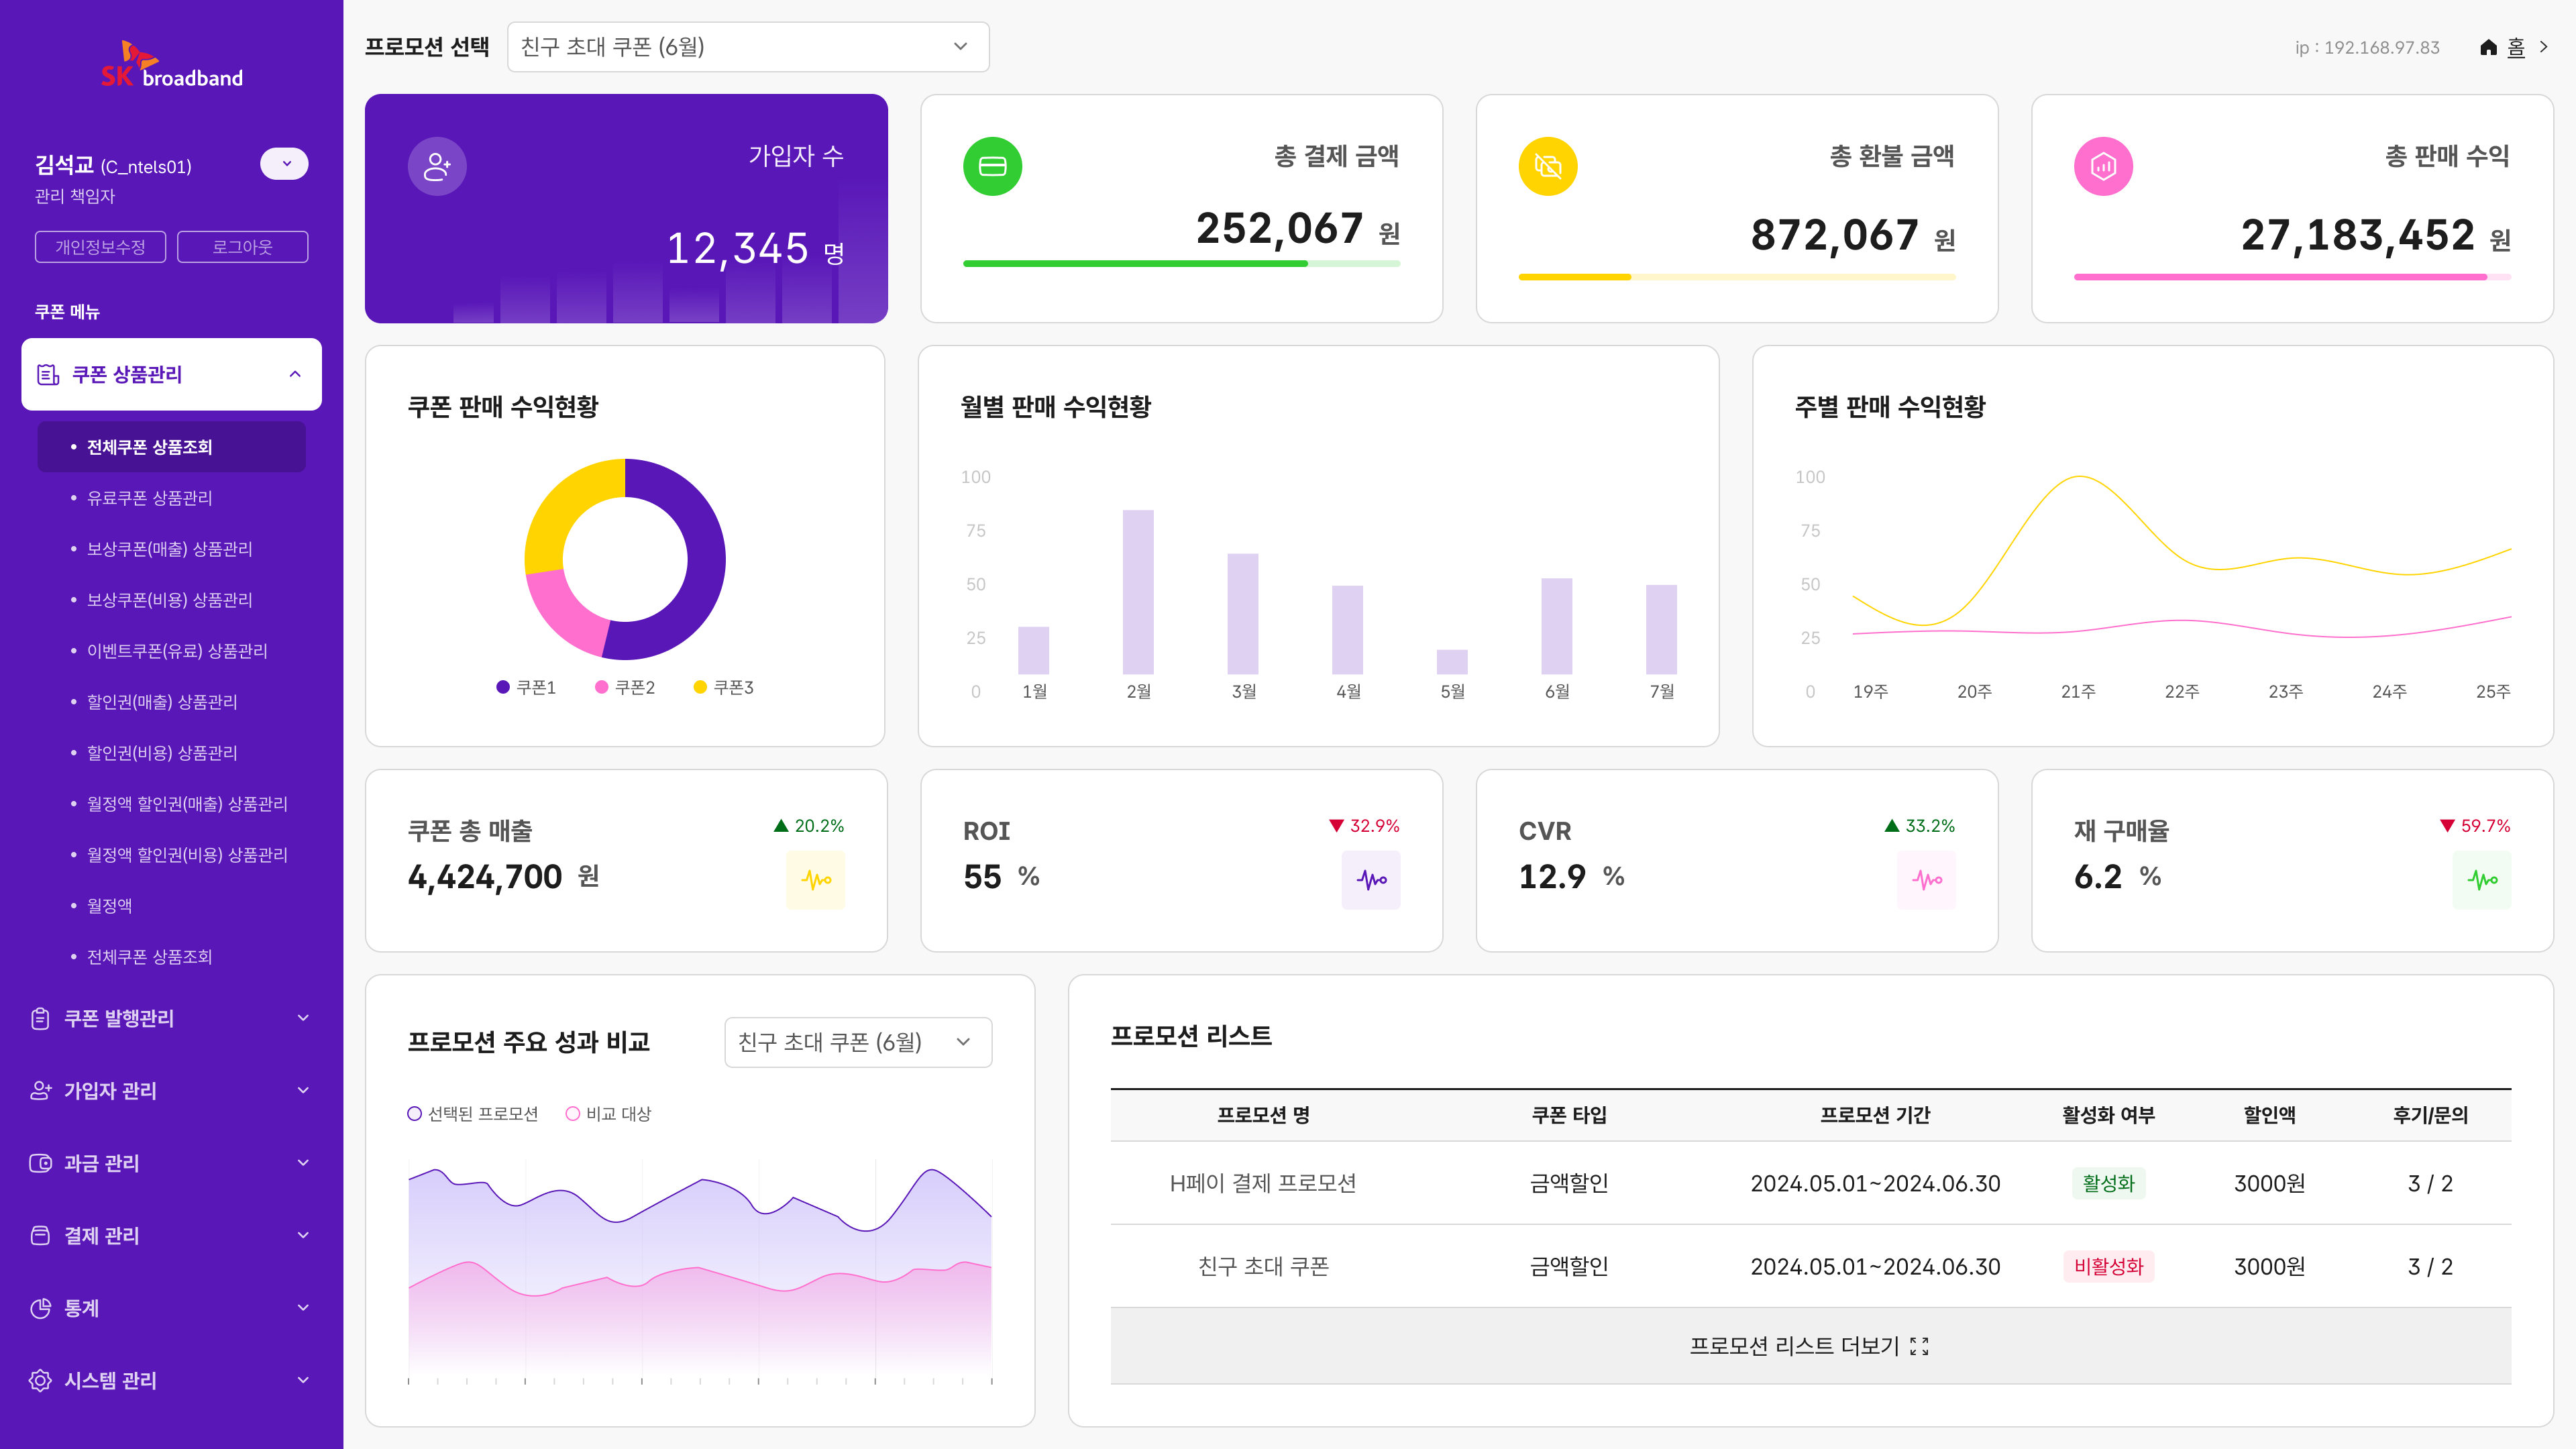 SK broadband
김석교 (C_ntels01)
관리 책임자
개인정보수정
로그아웃
쿠폰 메뉴
쿠폰 상품관리
• 전체쿠폰 상품조회
• 유료쿠폰 상품관리
• 보상쿠폰(매출) 상품관리
• 보상쿠폰(비용) 상품관리
• 이벤트쿠폰(유료) 상품관리
• 할인권(매출) 상품관리
• 할인권(비용) 상품관리
• 월정액 할인권(매출) 상품관리
• 월정액 할인권(비용) 상품관리
• 월정액
• 전체쿠폰 상품조회
쿠폰 발행관리
가입자 관리
과금 관리
결제 관리
통계
시스템 관리
프로모션 선택
친구 초대 쿠폰 (6월)
ip : 192.168.97.83
홈
가입자 수
12,345 명
총 결제 금액
252,067 원
총 환불 금액
872,067 원
총 판매 수익
27,183,452 원
쿠폰 판매 수익현황
쿠폰1 쿠폰2 쿠폰3
월별 판매 수익현황
100
75
50
25
0
1월 2월 3월 4월 5월 6월 7월
주별 판매 수익현황
100
75
50
25
0
19주 20주 21주 22주 23주 24주 25주
쿠폰 총 매출
▲ 20.2%
4,424,700 원
ROI
▼ 32.9%
55 %
CVR
▲ 33.2%
12.9 %
재 구매율
▼ 59.7%
6.2 %
프로모션 주요 성과 비교
친구 초대 쿠폰 (6월)
선택된 프로모션 비교 대상
프로모션 리스트
프로모션 명 쿠폰 타입 프로모션 기간 활성화 여부 할인액 후기/문의
H페이 결제 프로모션 금액할인 2024.05.01~2024.06.30 활성화 3000원 3 / 2
친구 초대 쿠폰 금액할인 2024.05.01~2024.06.30 비활성화 3000원 3 / 2
프로모션 리스트 더보기